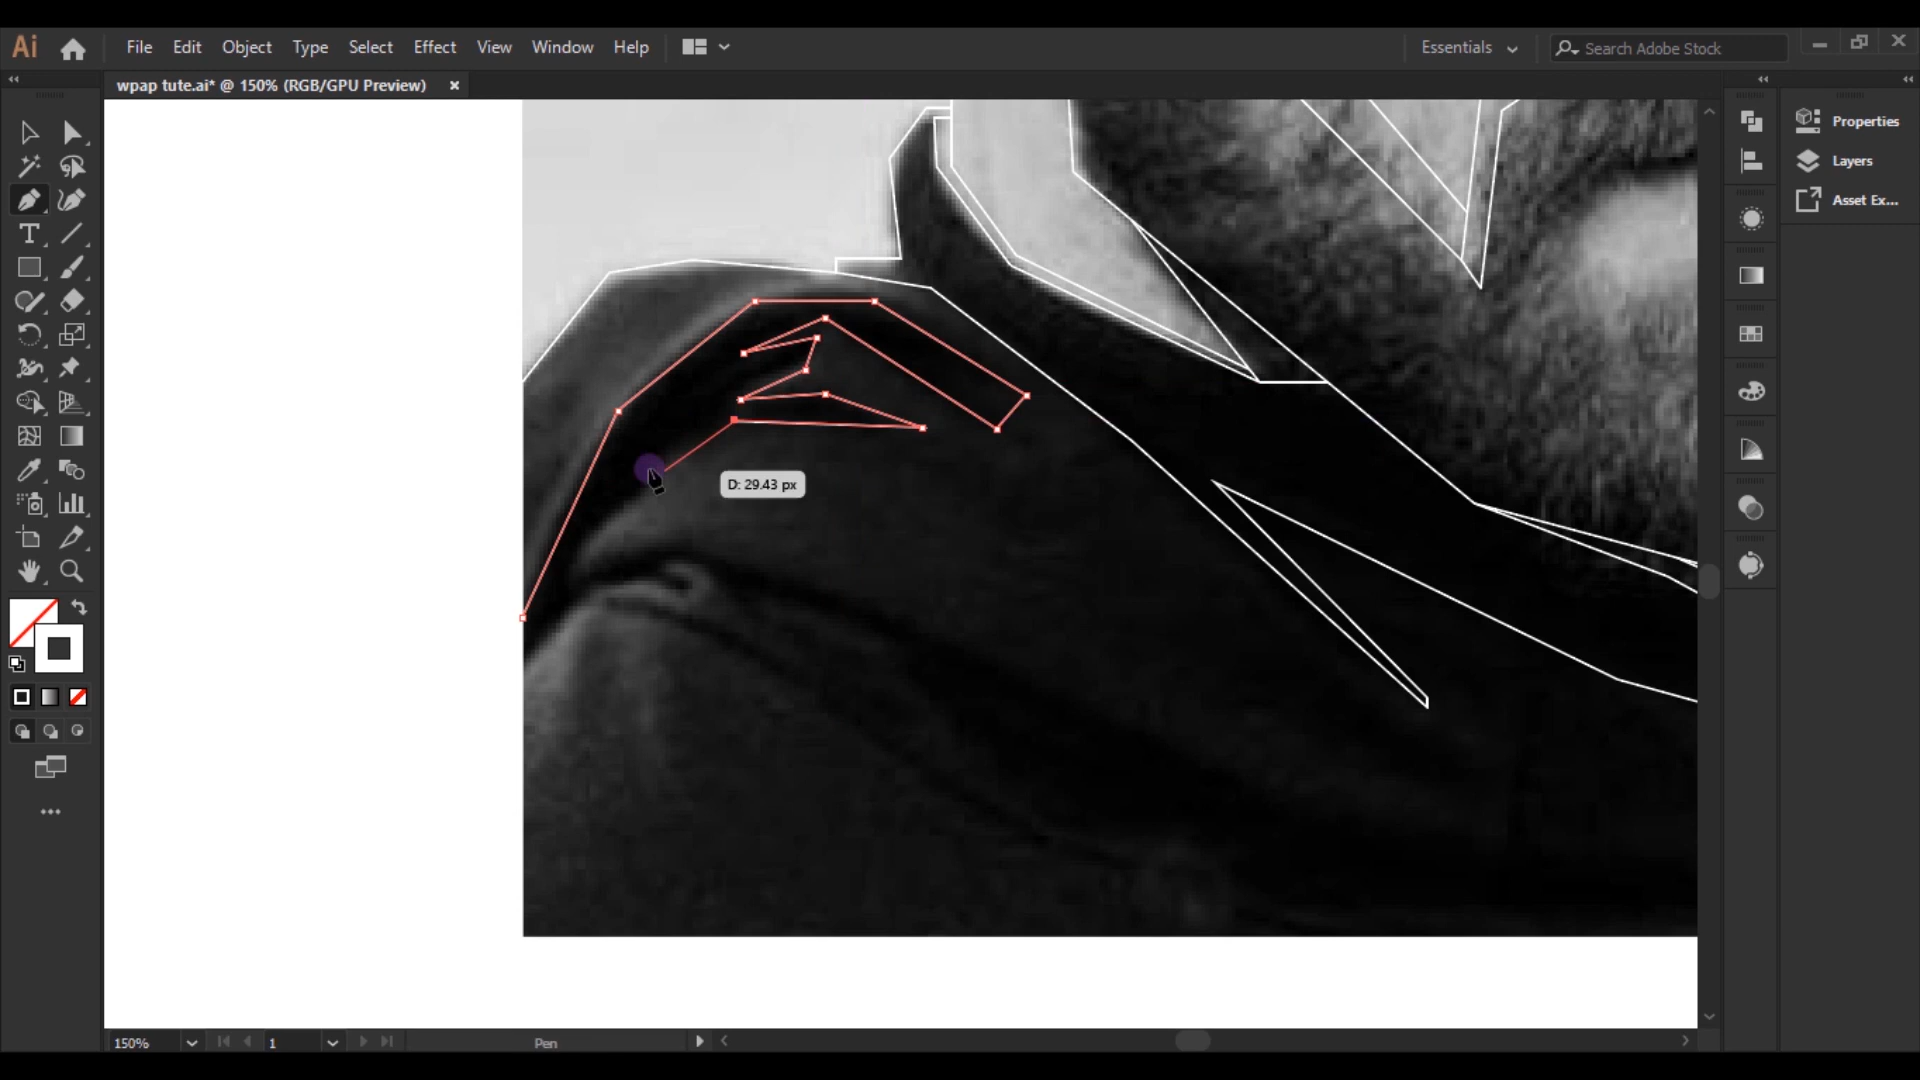 Ai File Edit Object Type Select Effect View Window Help Essentials Search Adobe Stock
wpap tute.ai* @ 150% (RGB/GPU Preview)
Properties
Layers
Asset Ex...
D: 29.43 px
150% 1 Pen